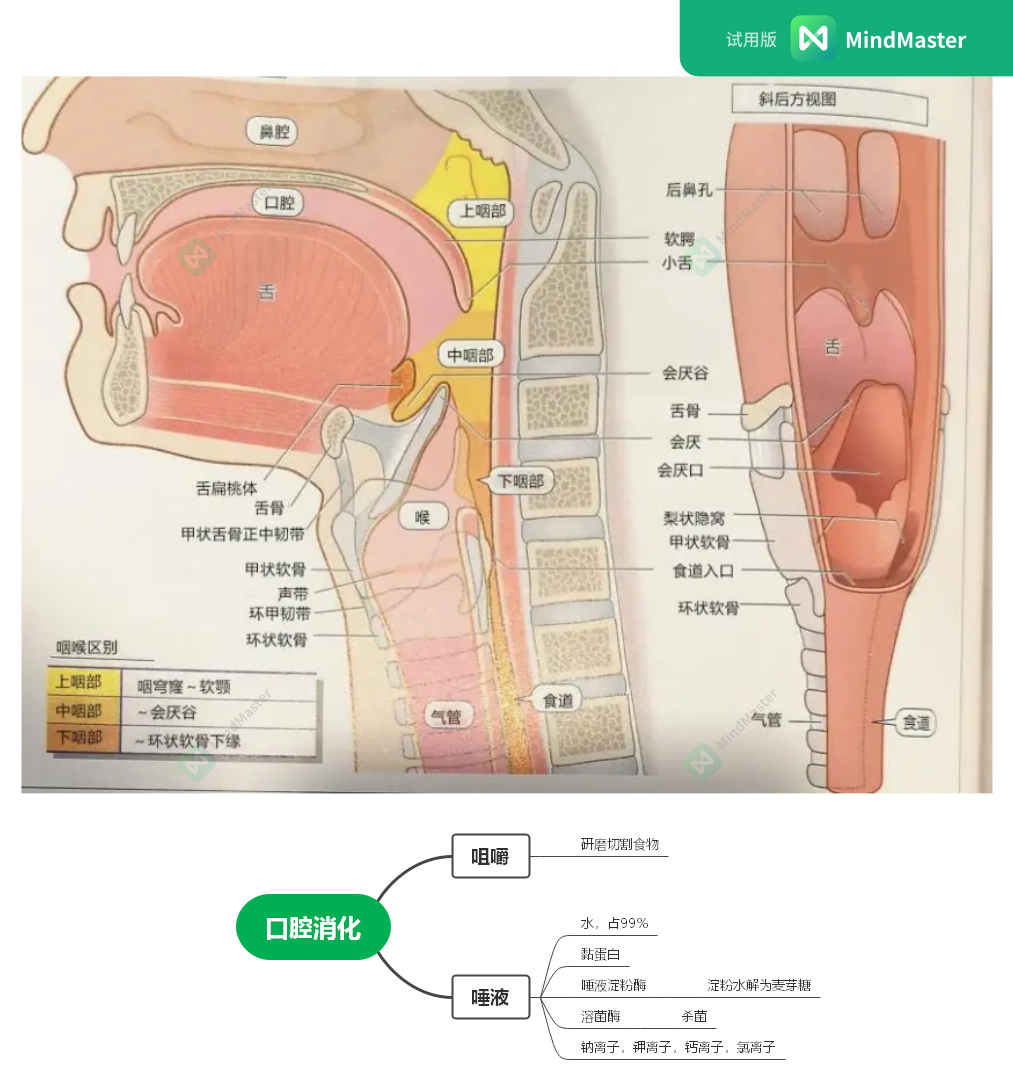 试用版 MindMaster
斜后方视图
鼻腔
口腔
上咽部
舌
中咽部
舌扁桃体
舌骨
甲状舌骨正中韧带
喉
下咽部
甲状软骨
声带
环甲韧带
环状软骨
气管
食道
后鼻孔
软腭
小舌
舌
会厌谷
舌骨
会厌
会厌口
梨状隐窝
甲状软骨
食道入口
环状软骨
气管
食道
咽喉区别
上咽部 咽穹窿~软颚
中咽部 ~会厌谷
下咽部 ~环状软骨下缘
MindMaster
MindMaster
MindMaster
MindMaster
口腔消化
咀嚼
研磨切割食物
唾液
水，占99%
黏蛋白
唾液淀粉酶 淀粉水解为麦芽糖
溶菌酶 杀菌
钠离子，钾离子，钙离子，氯离子